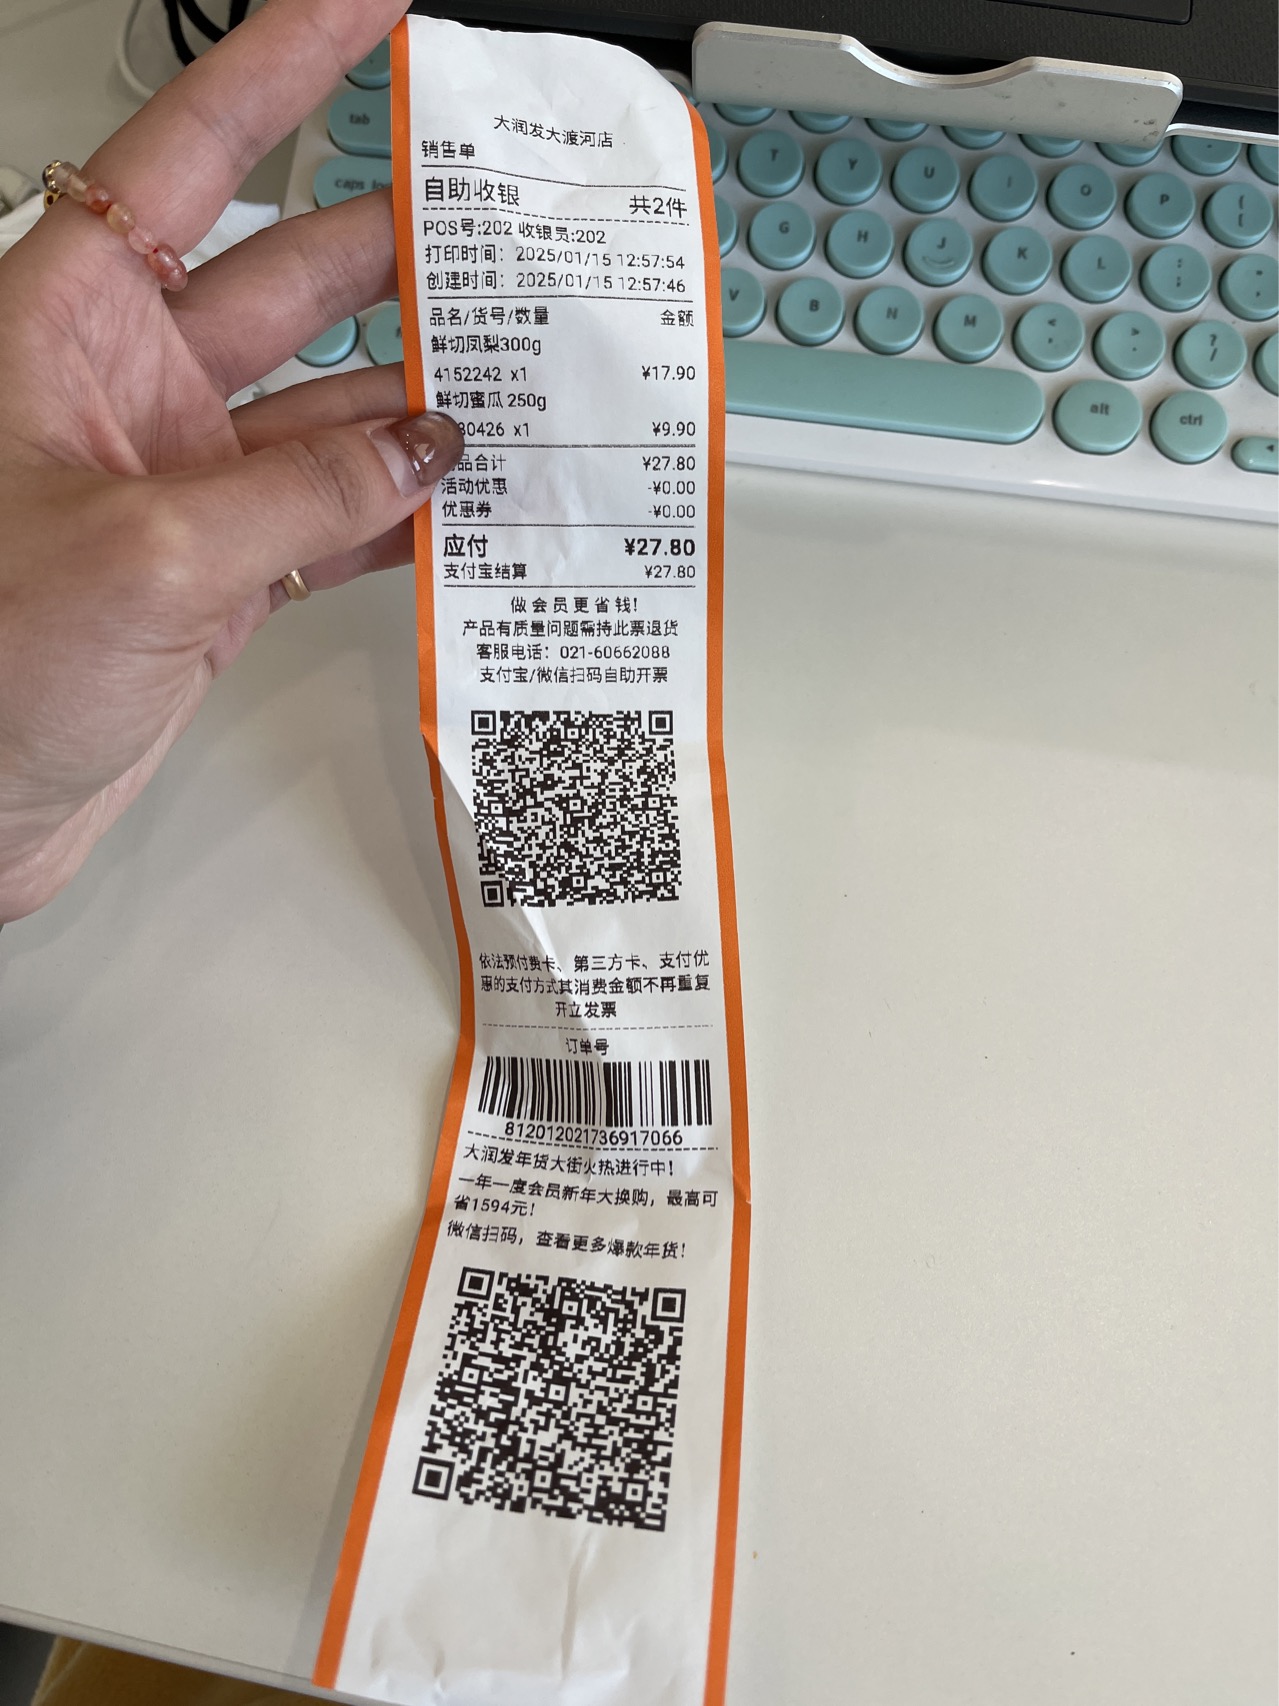 大润发大渡河店
销售单
自助收银 共2件
POS号:202 收银员:202
打印时间: 2025/01/15 12:57:54
创建时间: 2025/01/15 12:57:46
品名/货号/数量 金额
鲜切凤梨300g
4152242 x1 ¥17.90
鲜切蜜瓜 250g
80426 x1 ¥9.90
品合计 ¥27.80
活动优惠 -¥0.00
优惠券 -¥0.00
应付 ¥27.80
支付宝结算 ¥27.80
做会员更省钱!
产品有质量问题需持此票退货
客服电话: 021-60662088
支付宝/微信扫码自助开票
依法预付费卡、第三方卡、支付优
惠的支付方式其消费金额不再重复
开立发票
订单号
812012021736917066
大润发年货大街火热进行中!
一年一度会员新年大换购, 最高可
省1594元!
微信扫码, 查看更多爆款年货!
tab
caps
T Y U I O P { [
G H J K L : ; " '
V B N M < , > . ? /
alt
ctrl